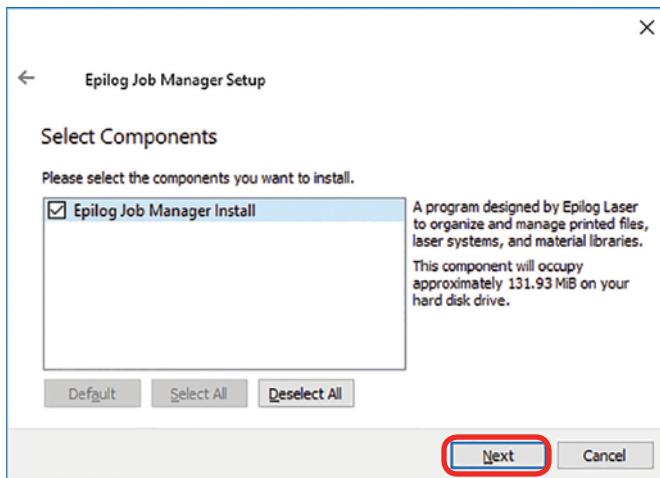 Epilog Job Manager Setup
Select Components
Please select the components you want to install.
Epilog Job Manager Install
A program designed by Epilog Laser
to organize and manage printed files,
laser systems, and material libraries.
This component will occupy
approximately 131.93 MiB on your
hard disk drive.
Default
Select All
Deselect All
Next
Cancel